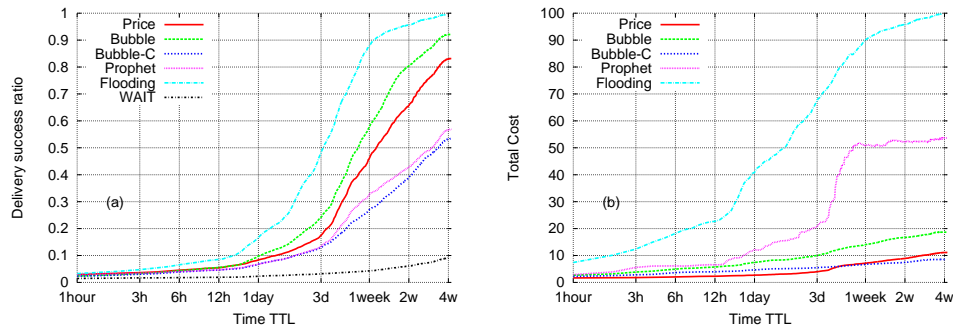 1
0.9
0.8
0.7
0.6
0.5
0.4
0.3
0.2
0.1
0
Delivery success ratio
Price
Bubble
Bubble-C
Prophet
Flooding
WAIT
(a)
1hour 3h 6h 12h 1day 3d 1week 2w 4w
Time TTL
100
90
80
70
60
50
40
30
20
10
0
Total Cost
Price
Bubble
Bubble-C
Prophet
Flooding
(b)
1hour 3h 6h 12h 1day 3d 1week 2w 4w
Time TTL